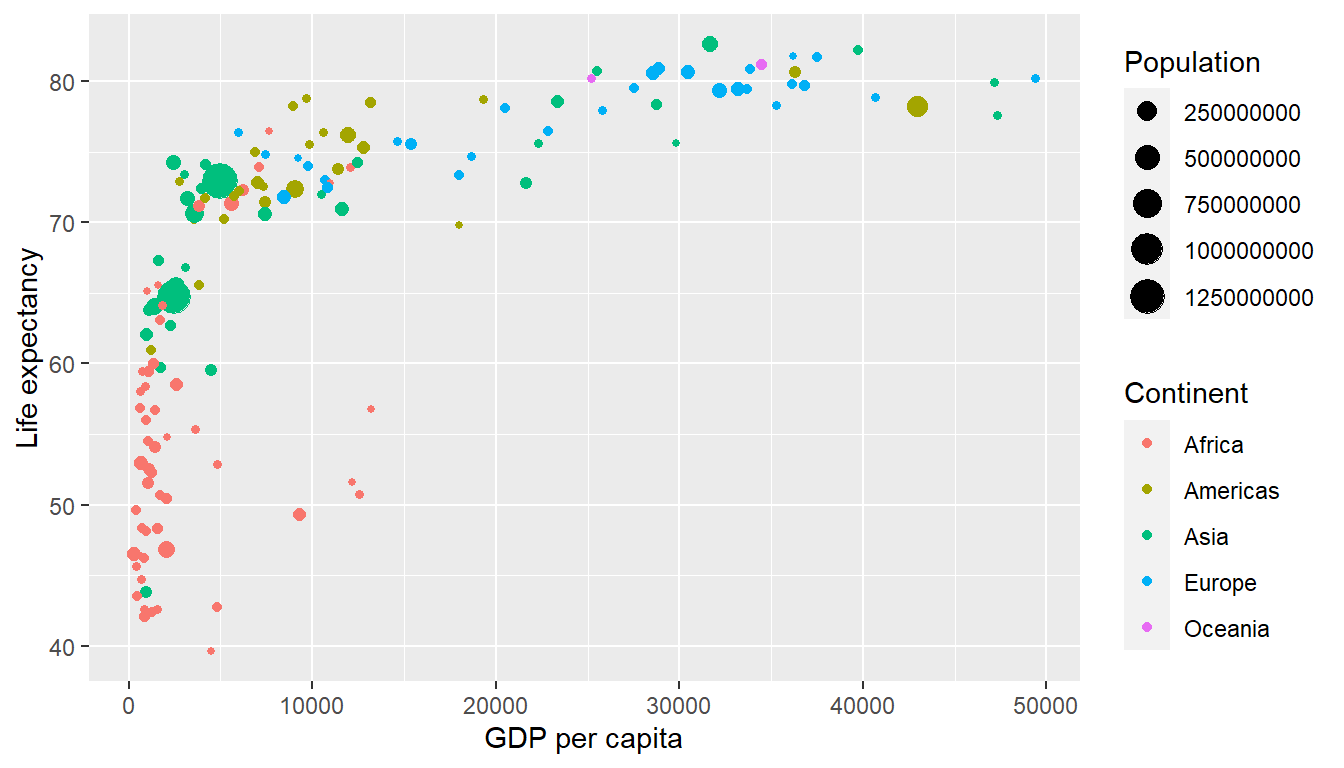 Life expectancy
80
70
60
50
40
0 10000 20000 30000 40000 50000
GDP per capita
Population
250000000
500000000
750000000
1000000000
1250000000
Continent
Africa
Americas
Asia
Europe
Oceania